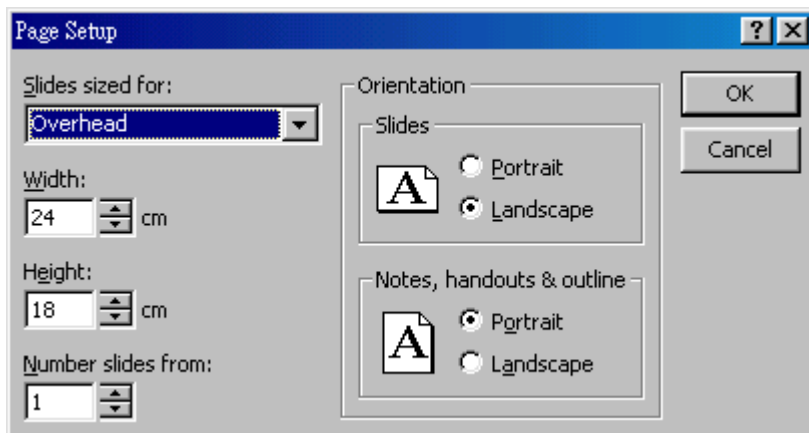 Page Setup
Slides sized for:
Overhead
Width:
24 cm
Height:
18 cm
Number slides from:
1
Orientation
Slides
A
Portrait
Landscape
Notes, handouts & outline
A
Portrait
Landscape
OK
Cancel